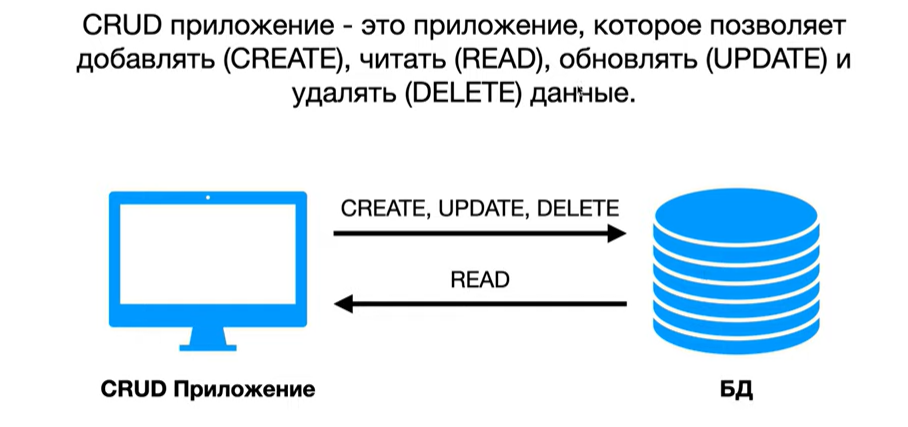 CRUD приложение - это приложение, которое позволяет
добавлять (CREATE), читать (READ), обновлять (UPDATE) и
удалять (DELETE) данные.
CREATE, UPDATE, DELETE
READ
CRUD Приложение
БД